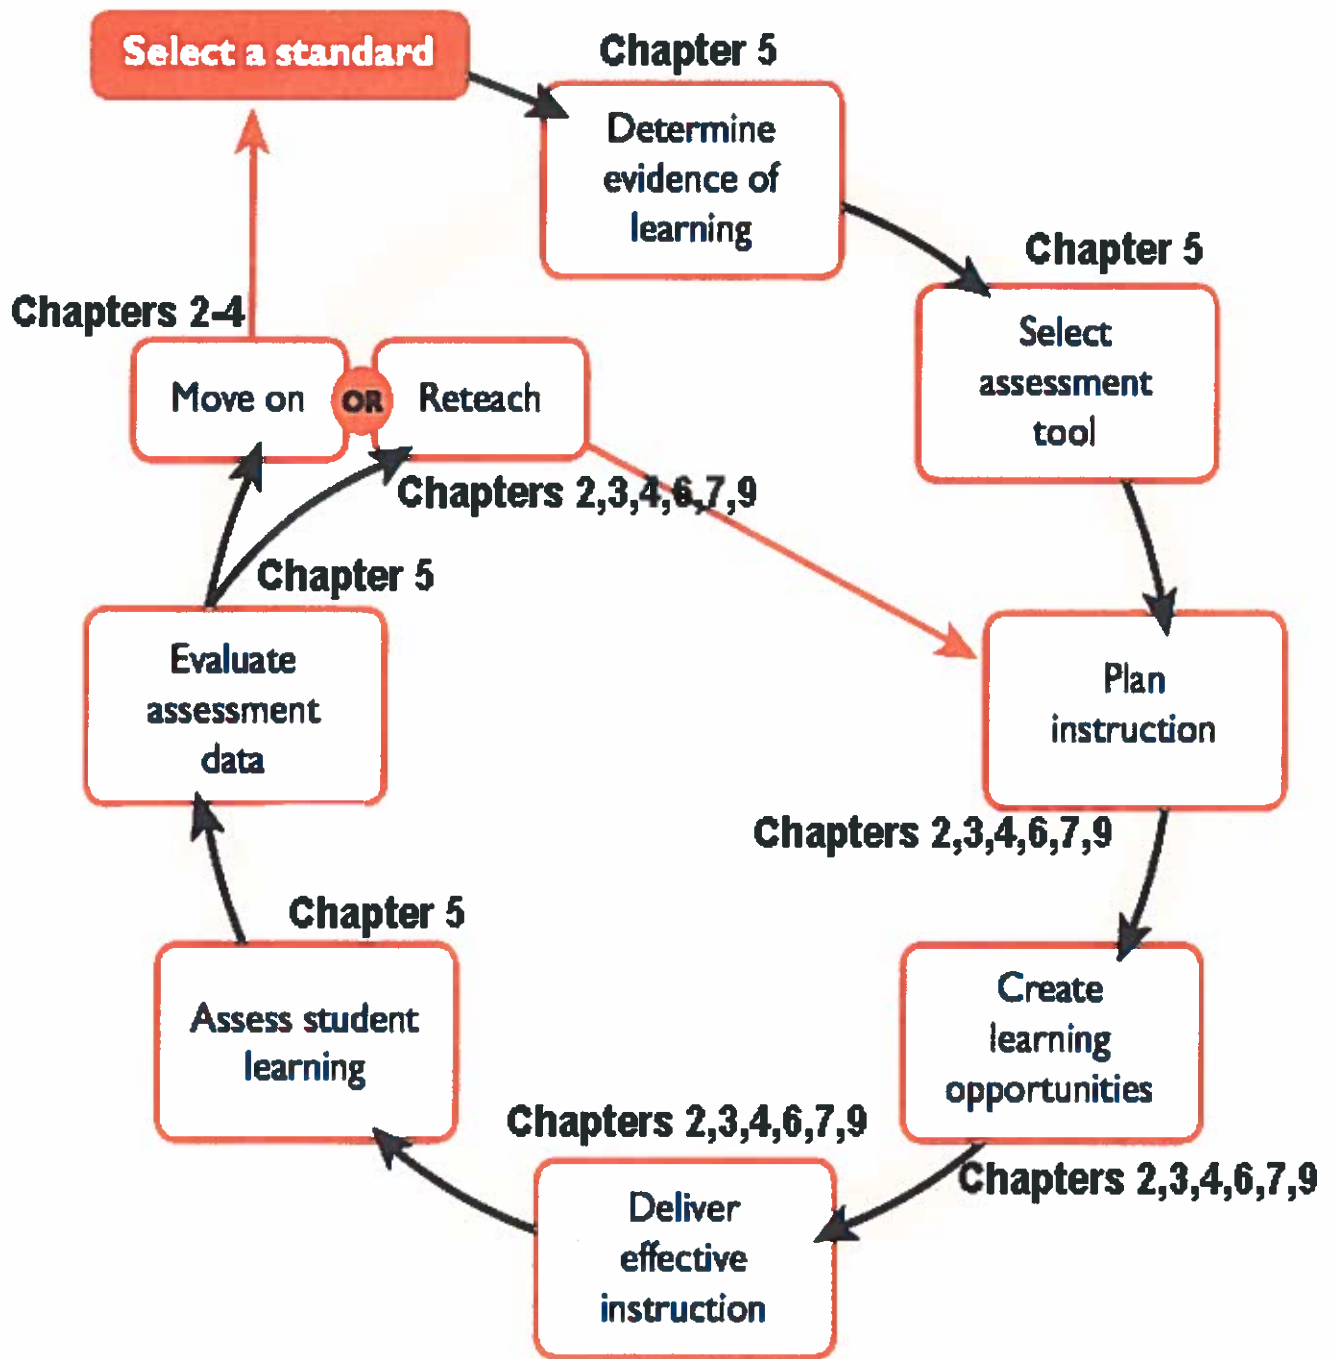 Select a standard
Chapter 5
Determine
evidence of
learning
Chapter 5
Select
assessment
tool
Chapters 2-4
Move on
OR
Reteach
Chapters 2,3,4,6,7,9
Chapter 5
Evaluate
assessment
data
Plan
instruction
Chapters 2,3,4,6,7,9
Chapter 5
Assess student
learning
Create
learning
opportunities
Chapters 2,3,4,6,7,9
Chapters 2,3,4,6,7,9
Deliver
effective
instruction